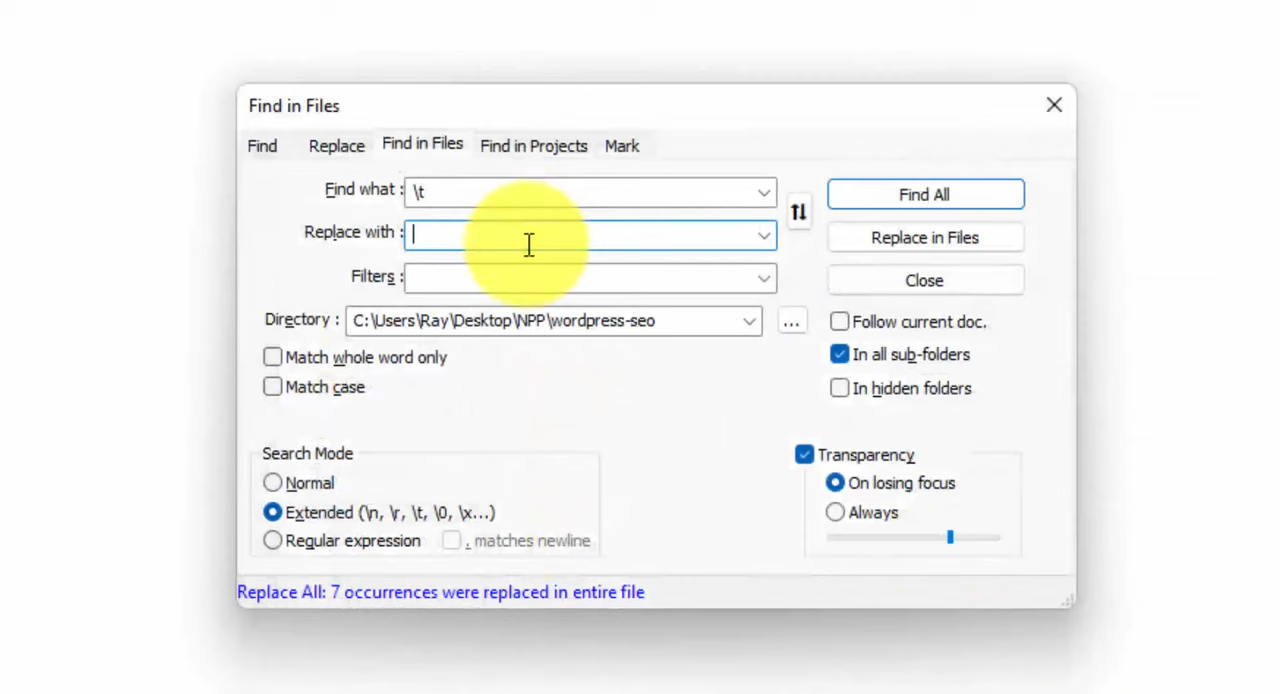 Find in Files
Find Replace Find in Files Find in Projects Mark
Find what : \t
Find All
Replace with :
Replace in Files
Filters :
Close
Directory : C:\Users\Ray\Desktop\NPP\wordpress-seo ...
Follow current doc.
In all sub-folders
In hidden folders
Match whole word only
Match case
Search Mode
Normal
Extended (\n, \r, \t, \0, \x...)
Regular expression . matches newline
Transparency
On losing focus
Always
Replace All: 7 occurrences were replaced in entire file